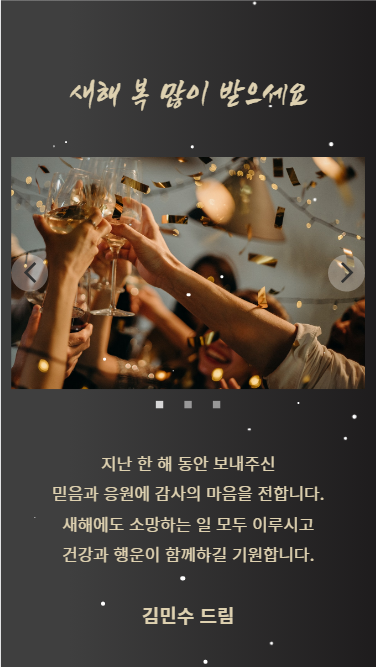 새해 복 많이 받으세요
지난 한 해 동안 보내주신
믿음과 응원에 감사의 마음을 전합니다.
새해에도 소망하는 일 모두 이루시고
건강과 행운이 함께하길 기원합니다.
김민수 드림